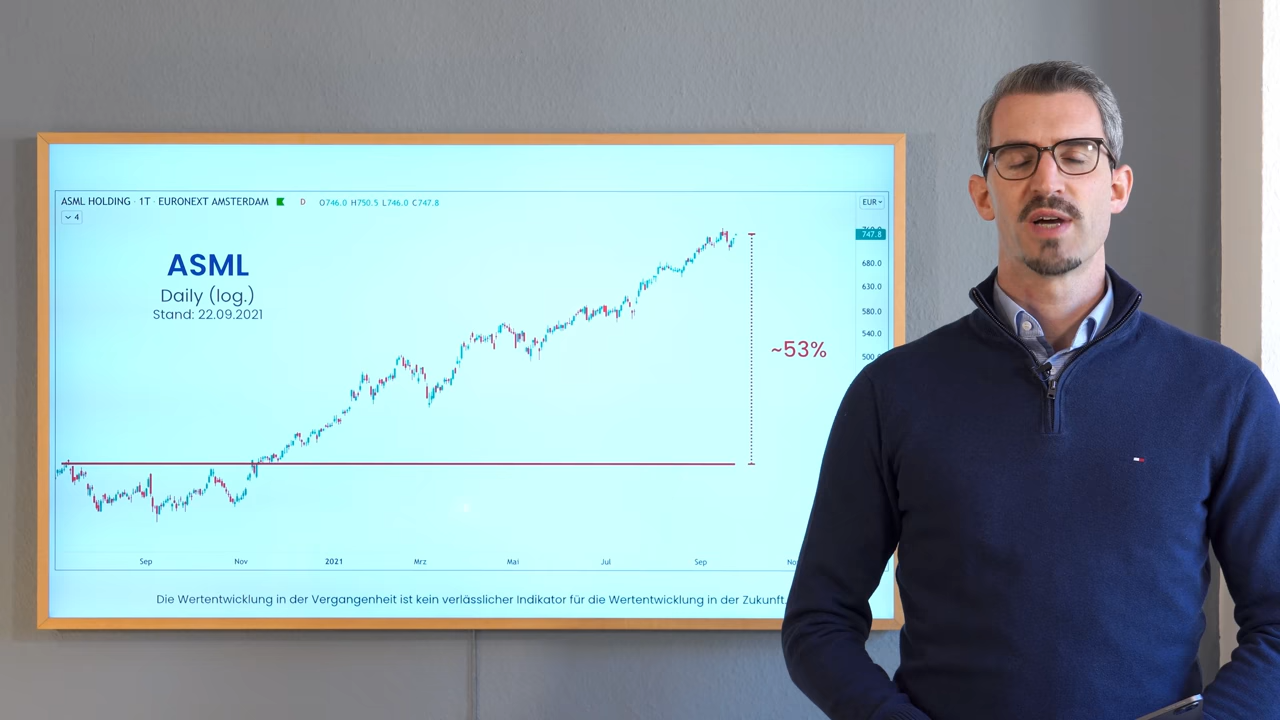 ASML HOLDING · 1T · EURONEXT AMSTERDAM D O746.0 H750.5 L746.0 C747.8
EUR
4
747.8
ASML
Daily (log.)
Stand: 22.09.2021
680.0
630.0
580.0
540.0
500.
~53%
Sep Nov 2021 Mrz Mai Jul Sep
Die Wertentwicklung in der Vergangenheit ist kein verlässlicher Indikator für die Wertentwicklung in der Zukunft.